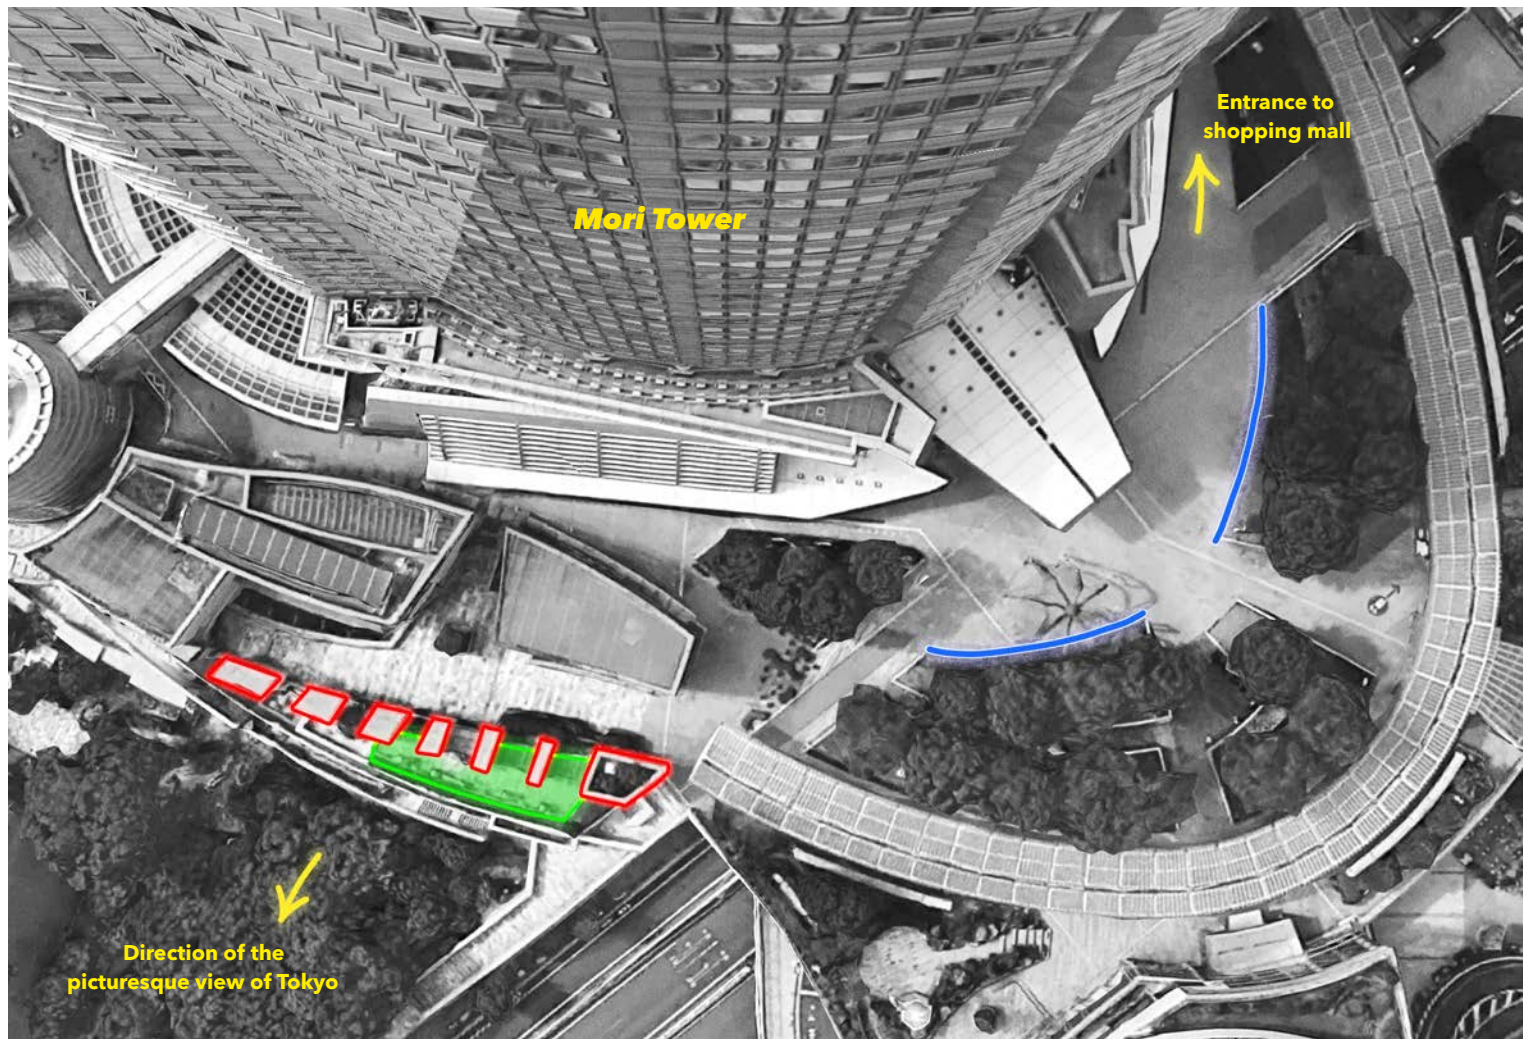 Entrance to
shopping mall
Mori Tower
Direction of the
picturesque view of Tokyo